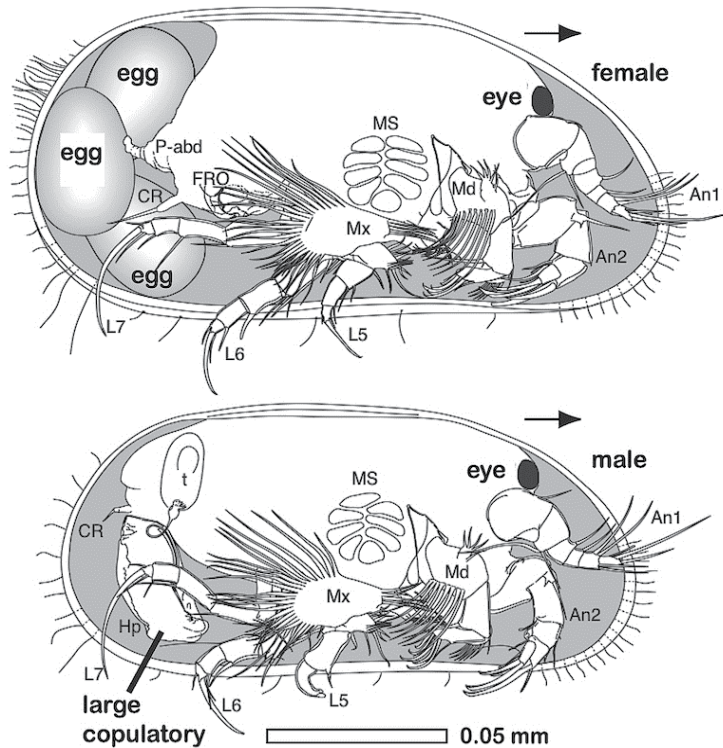 egg
female
eye
egg
MS
P-abd
Md
FRO
CR
An1
Mx
An2
egg
L7
L5
L6
male
eye
t
MS
An1
CR
Md
Mx
An2
Hp
L7
L6
L5
large
copulatory
0.05 mm